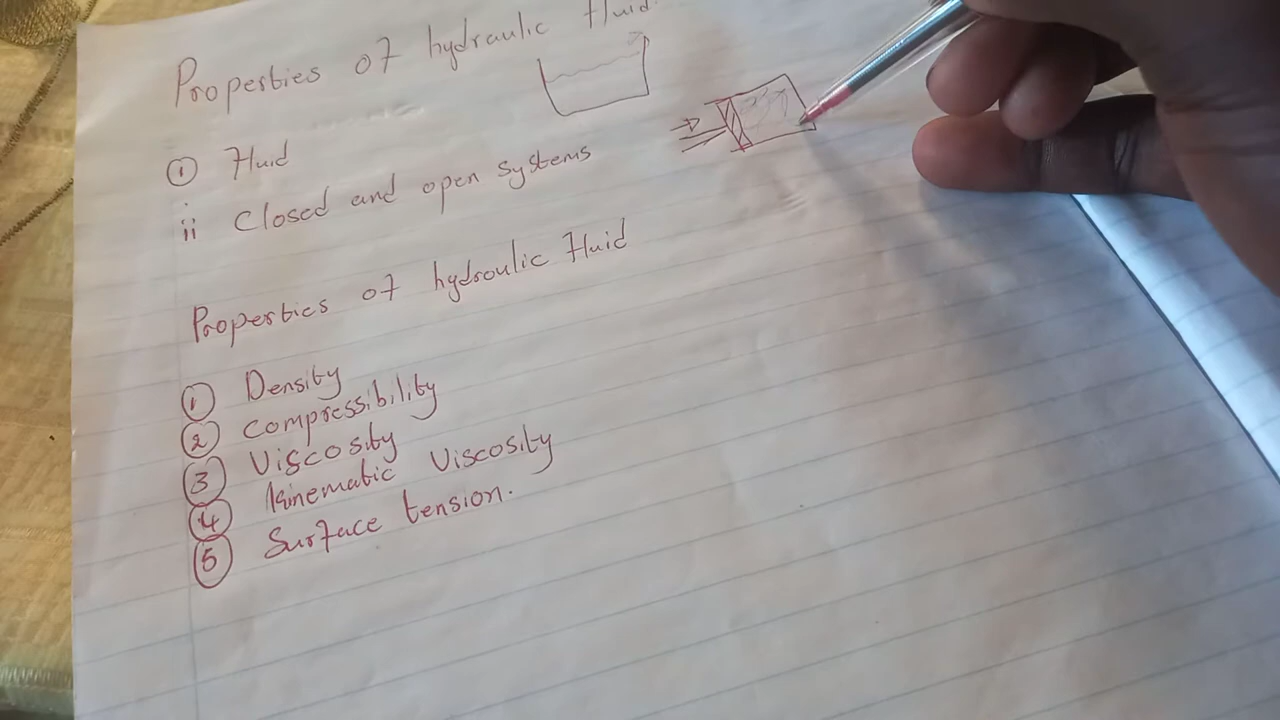 Properties of hydraulic fluid
① Fluid
ii Closed and open systems
Properties of hydroulic Fluid
① Density
② compressibility
③ Viscosity
④ kinematic Viscosity
⑤ Surface tension.